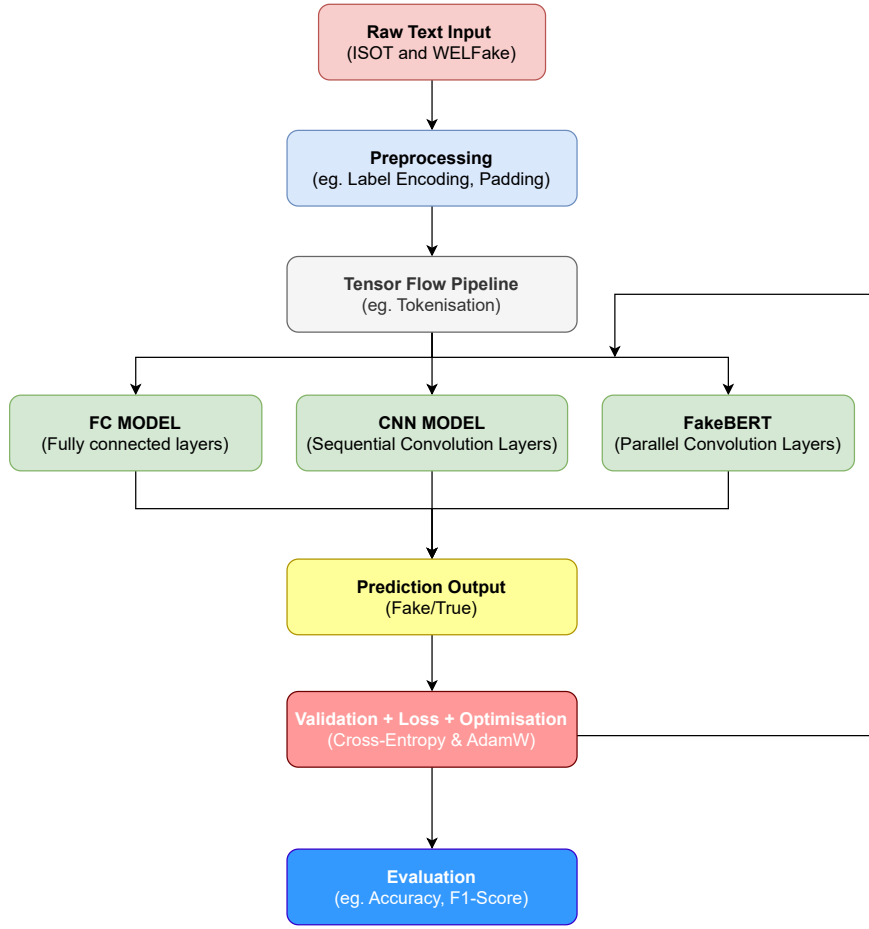 Raw Text Input
(ISOT and WELFake)
Preprocessing
(eg. Label Encoding, Padding)
Tensor Flow Pipeline
(eg. Tokenisation)
FC MODEL
(Fully connected layers)
CNN MODEL
(Sequential Convolution Layers)
FakeBERT
(Parallel Convolution Layers)
Prediction Output
(Fake/True)
Validation + Loss + Optimisation
(Cross-Entropy & AdamW)
Evaluation
(eg. Accuracy, F1-Score)